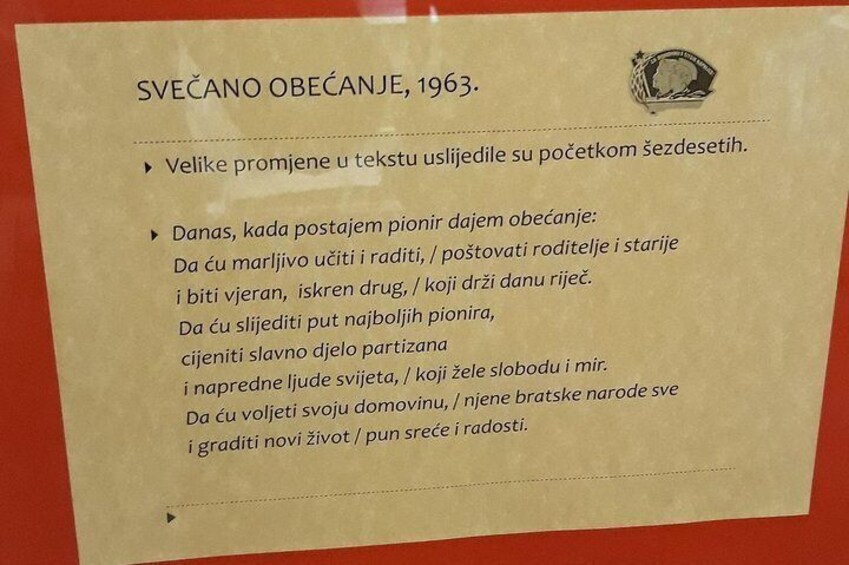 SVEČANO OBEĆANJE, 1963.
Velike promjene u tekstu uslijedile su početkom šezdesetih.
Danas, kada postajem pionir dajem obećanje:
Da ću marljivo učiti i raditi, / poštovati roditelje i starije
i biti vjeran, iskren drug, / koji drži danu riječ.
Da ću slijediti put najboljih pionira,
cijeniti slavno djelo partizana
i napredne ljude svijeta, / koji žele slobodu i mir.
Da ću voljeti svoju domovinu, / njene bratske narode sve
i graditi novi život / pun sreće i radosti.